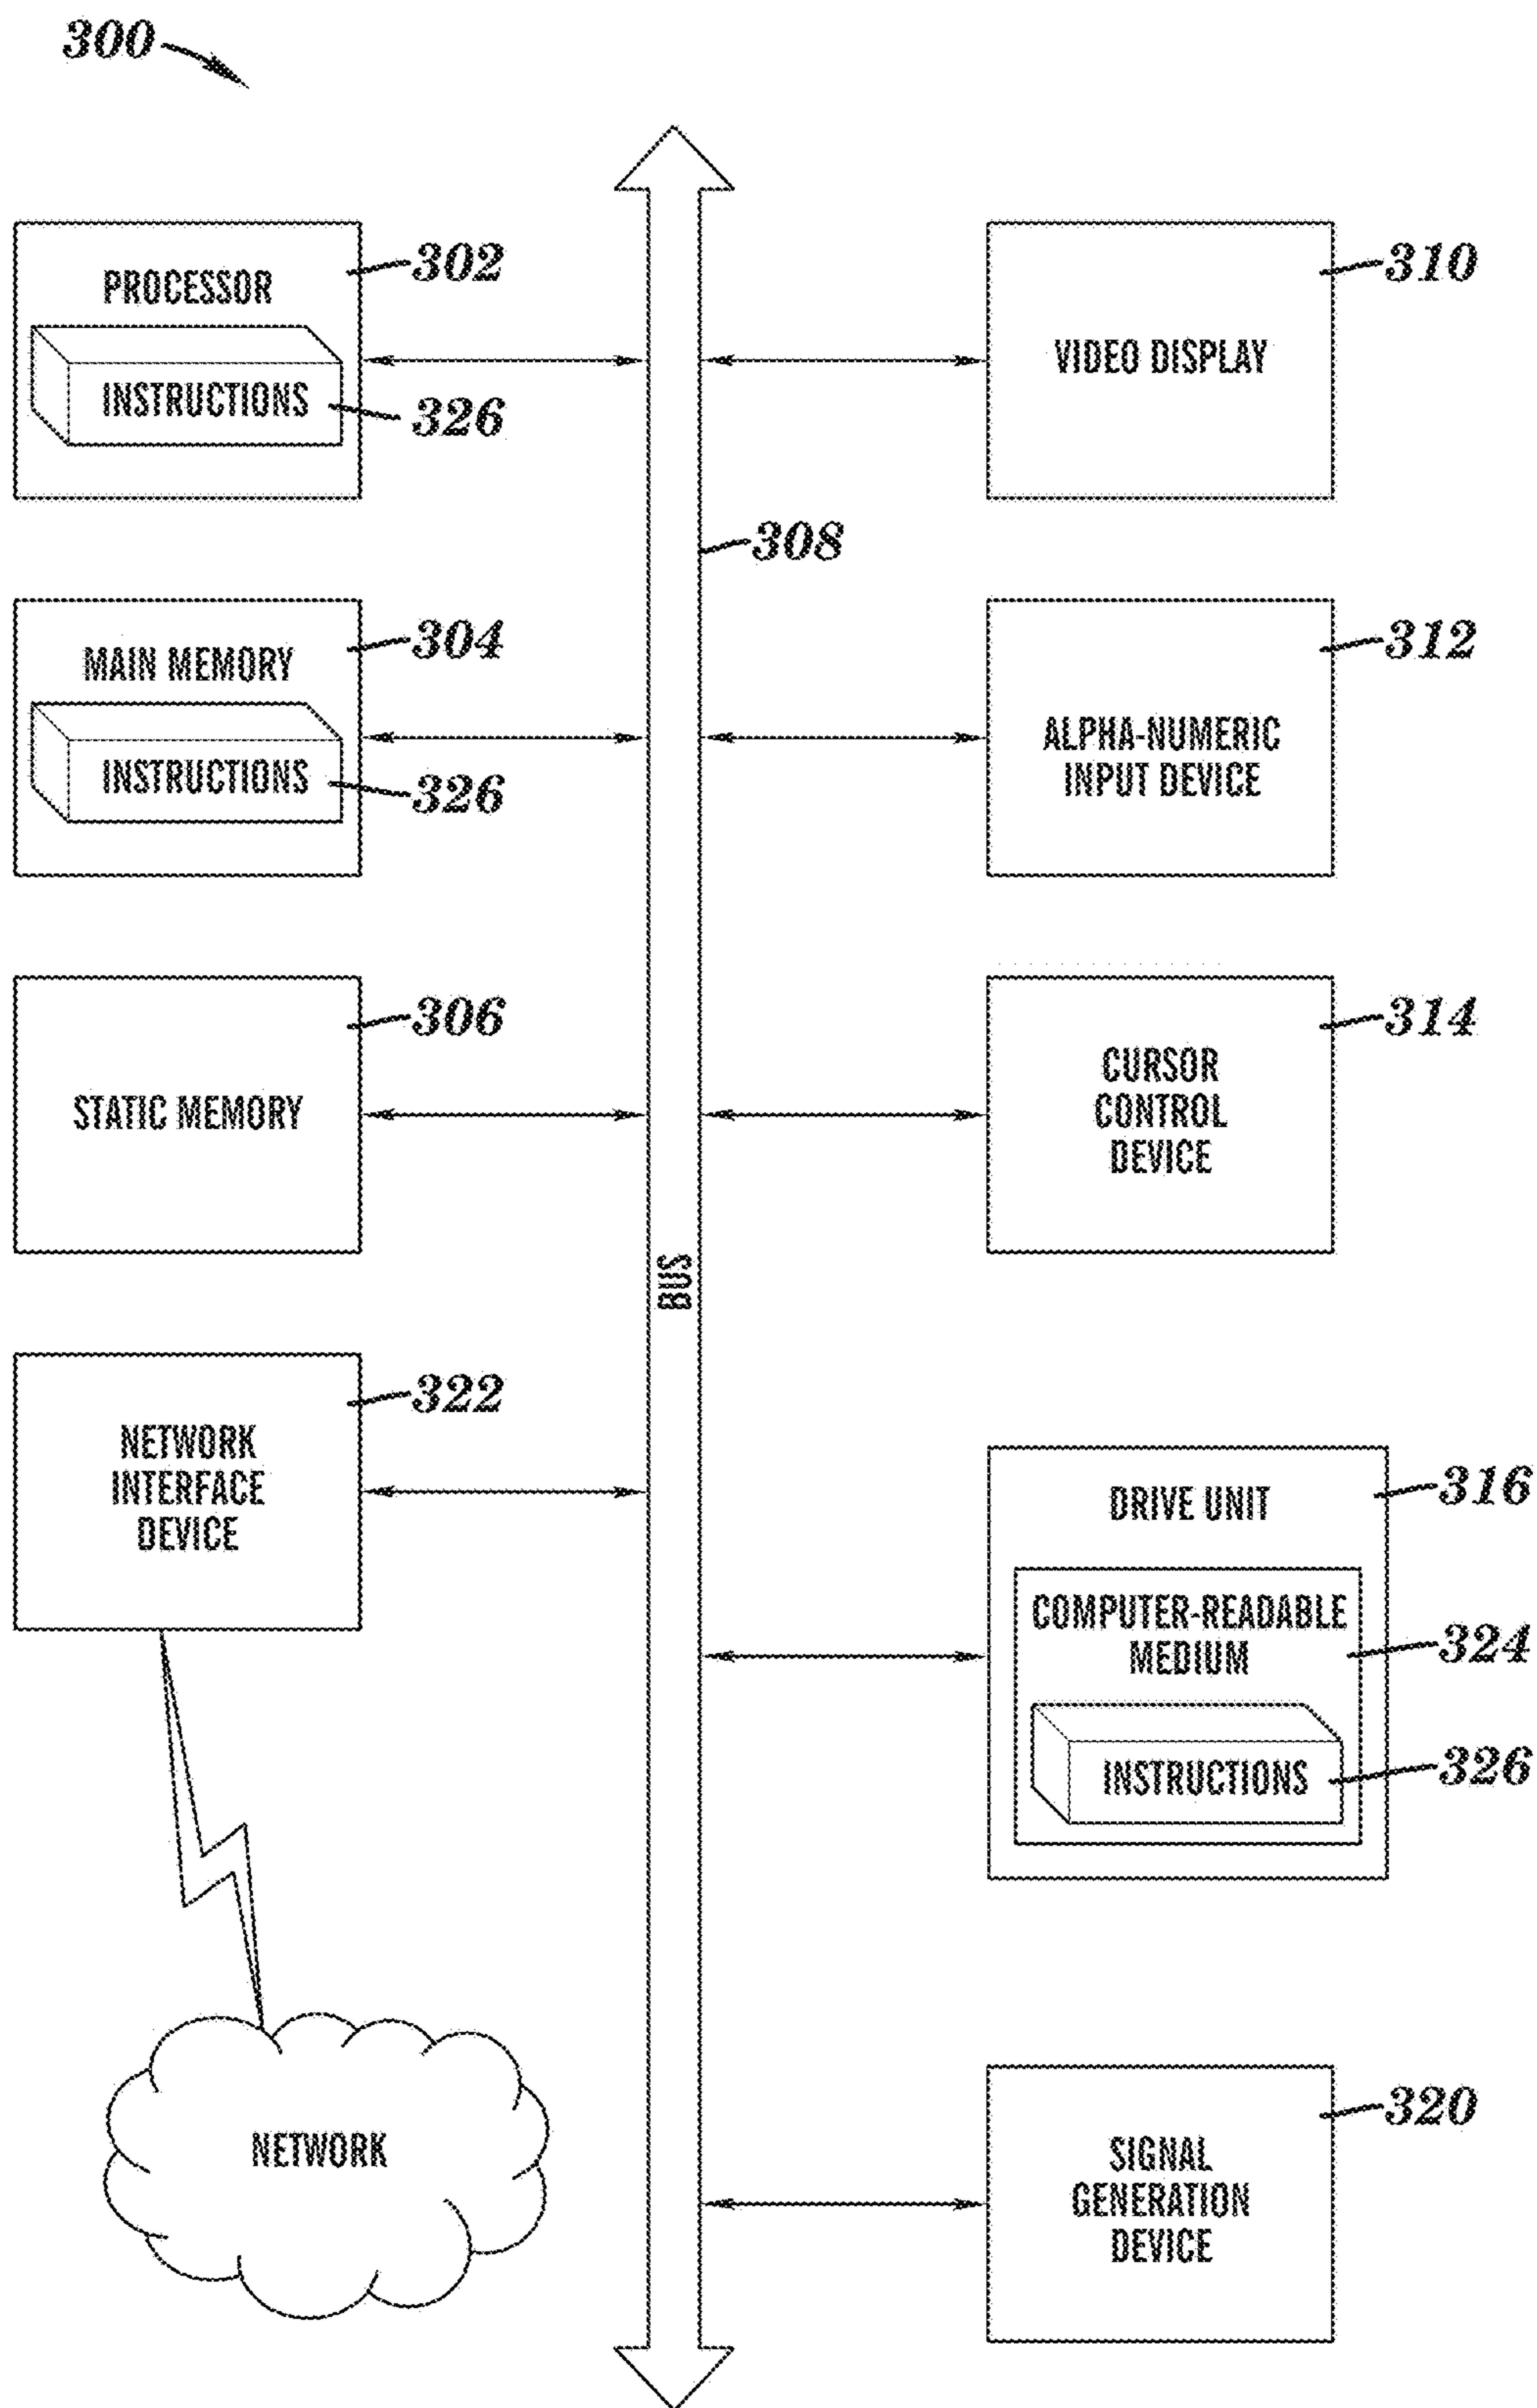 300
PROCESSOR
302
INSTRUCTIONS
326
MAIN MEMORY
304
INSTRUCTIONS
326
STATIC MEMORY
306
NETWORK
INTERFACE
DEVICE
322
NETWORK
BUS
308
VIDEO DISPLAY
310
ALPHA-NUMERIC
INPUT DEVICE
312
CURSOR
CONTROL
DEVICE
314
DRIVE UNIT
316
COMPUTER-READABLE
MEDIUM
324
INSTRUCTIONS
326
SIGNAL
GENERATION
DEVICE
320